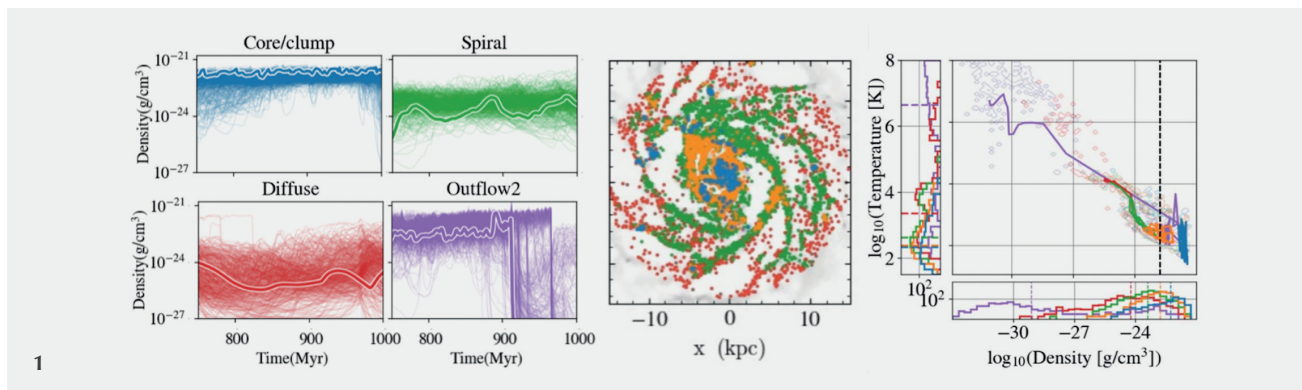 Core/clump
Spiral
10⁻²¹
10⁻²⁴
10⁻²⁷
Density(g/cm³)
Diffuse
Outflow2
10⁻²¹
10⁻²⁴
10⁻²⁷
Density(g/cm³)
800 900 1000
800 900 1000
Time(Myr)
Time(Myr)
−10 0 10
x (kpc)
8
6
4
2
log₁₀(Temperature [K])
10²
10²
−30 −27 −24
log₁₀(Density [g/cm³])
1